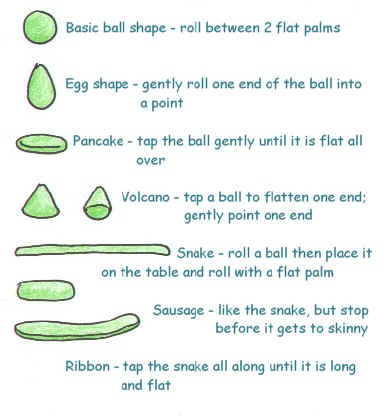 Basic ball shape - roll between 2 flat palms
Egg shape - gently roll one end of the ball into
a point
Pancake - tap the ball gently until it is flat all
over
Volcano - tap a ball to flatten one end;
gently point one end
Snake - roll a ball then place it
on the table and roll with a flat palm
Sausage - like the snake, but stop
before it gets to skinny
Ribbon - tap the snake all along until it is long
and flat